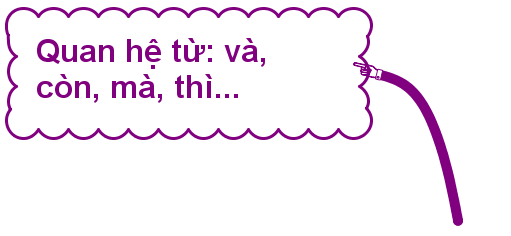 Quan hệ từ: và,
còn, mà, thì...